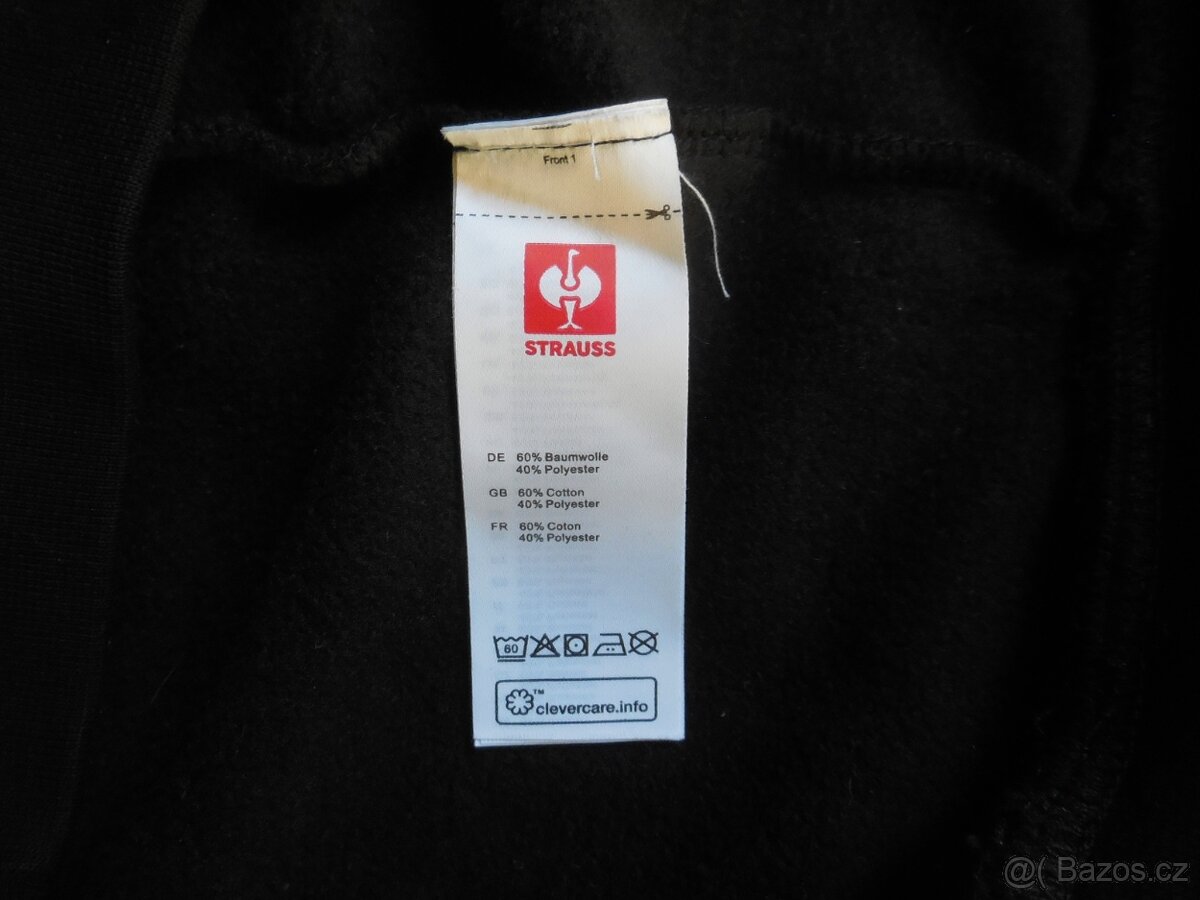 Front 1
STRAUSS
DE 60% Baumwolle
40% Polyester
GB 60% Cotton
40% Polyester
FR 60% Coton
40% Polyester
60
™
clevercare.info
@( Bazos.cz